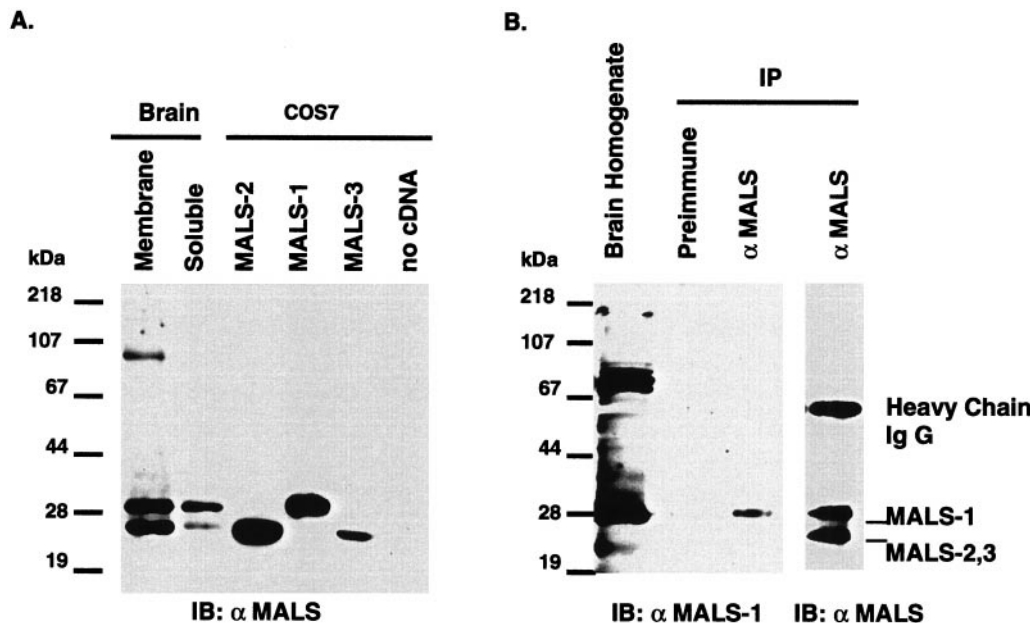 A.
Brain COS7
Membrane
Soluble
MALS-2
MALS-1
MALS-3
no cDNA
kDa
218
107
67
44
28
19
IB: α MALS
B.
IP
Brain Homogenate
Preimmune
α MALS
α MALS
kDa
218
107
67
44
28
19
Heavy Chain
Ig G
MALS-1
MALS-2,3
IB: α MALS-1 IB: α MALS